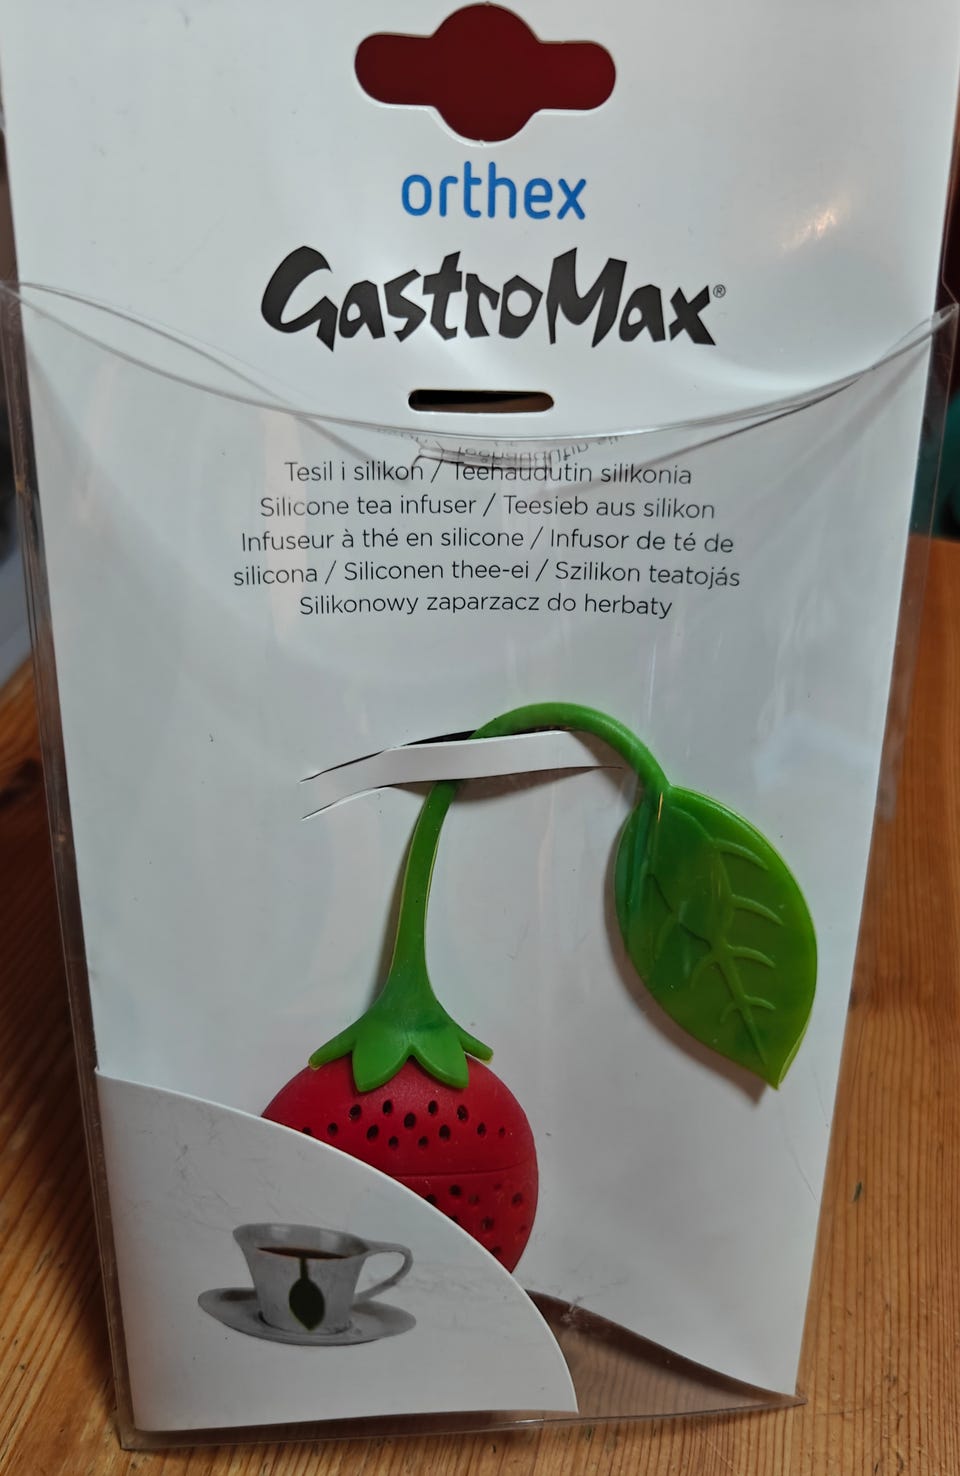 orthex
GastroMax®
Tesil i silikon / Teehaudutin silikonia
Silicone tea infuser / Teesieb aus silikon
Infuseur à thé en silicone / Infusor de té de
silicona / Siliconen thee-ei / Szilikon teatojás
Silikonowy zaparzacz do herbaty